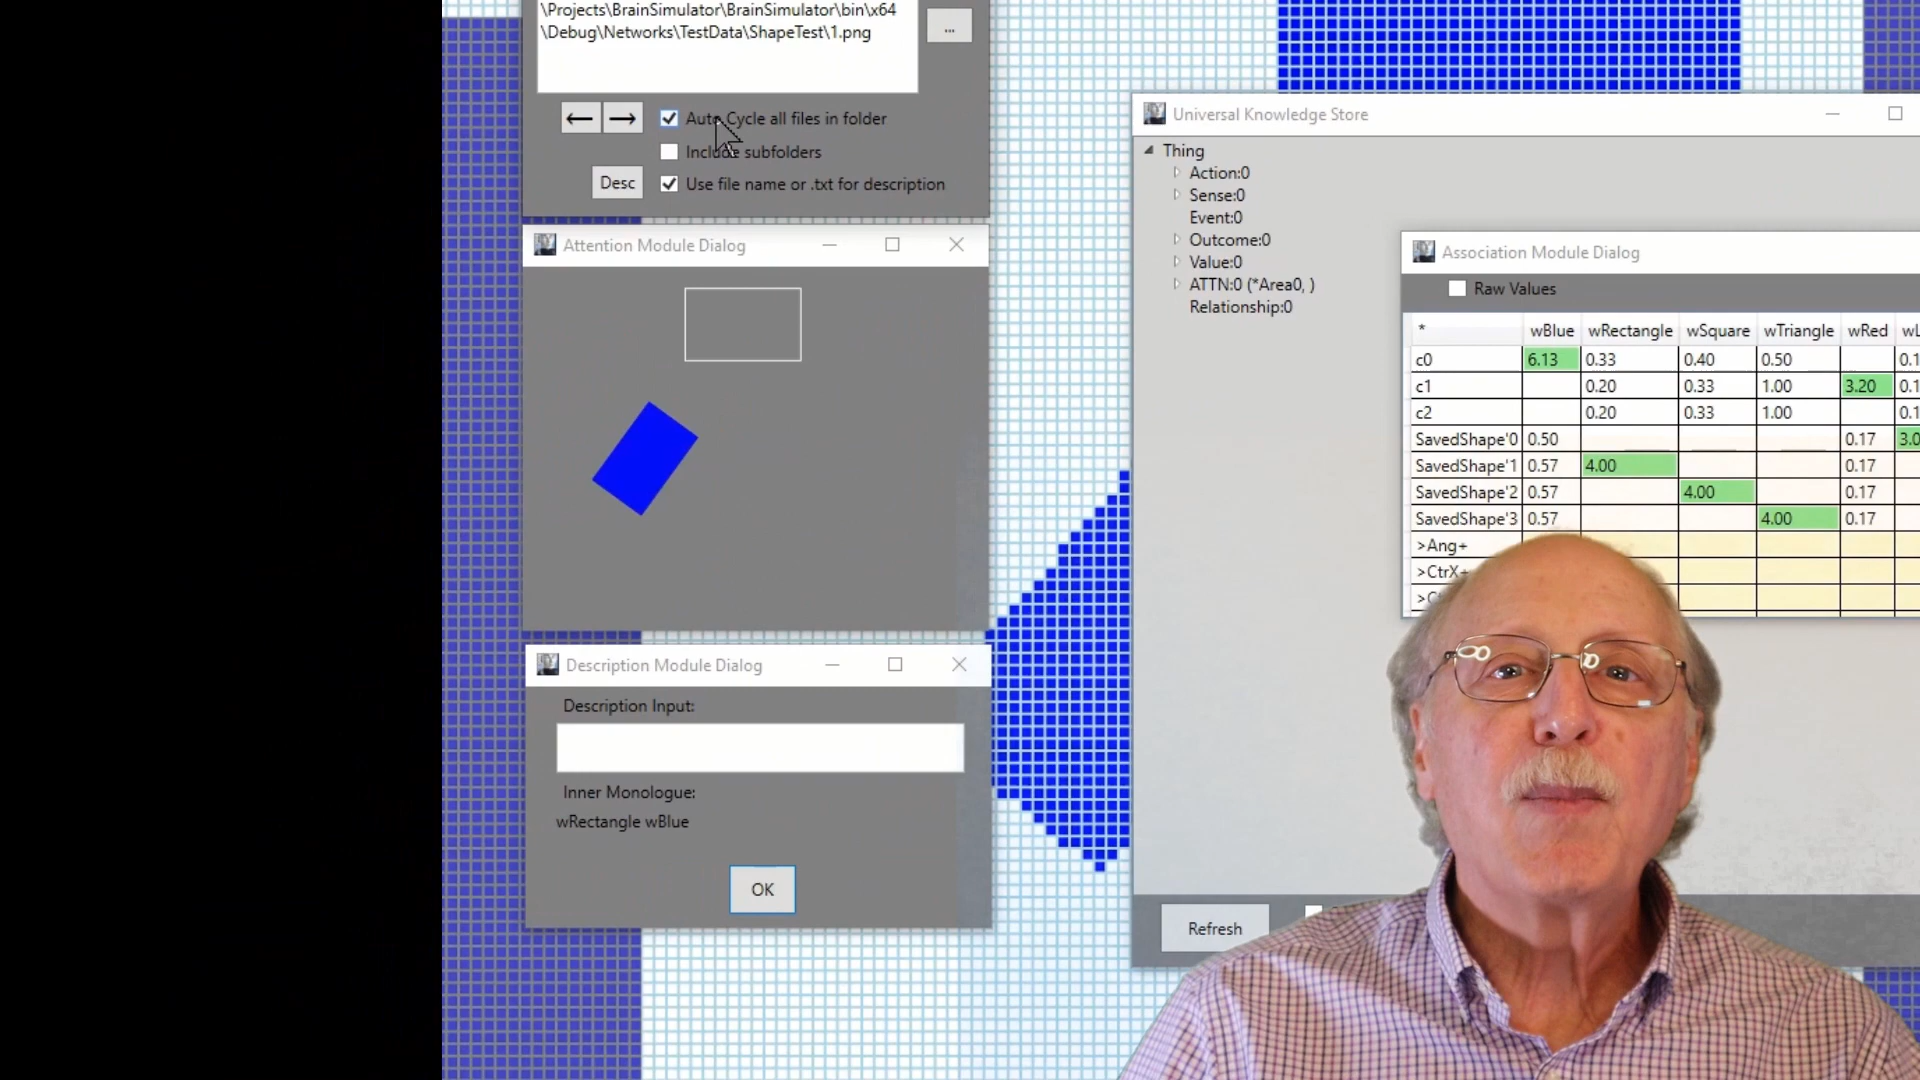 \Projects\BrainSimulator\BrainSimulator\bin\x64
\Debug\Networks\TestData\ShapeTest\1.png
...
Auto Cycle all files in folder
Include subfolders
Desc
Use file name or .txt for description
Attention Module Dialog
Description Module Dialog
Description Input:
Inner Monologue:
wRectangle wBlue
OK
Universal Knowledge Store
Thing
Action:0
Sense:0
Event:0
Outcome:0
Value:0
ATTN:0 (*Area0, )
Relationship:0
Refresh
Association Module Dialog
Raw Values
* wBlue wRectangle wSquare wTriangle wRed
c0 6.13 0.33 0.40 0.50
c1 0.20 0.33 1.00 3.20
c2 0.20 0.33 1.00
SavedShape'0 0.50 0.17
SavedShape'1 0.57 4.00 0.17
SavedShape'2 0.57 4.00 0.17
SavedShape'3 0.57 4.00 0.17
>Ang+
>CtrX+